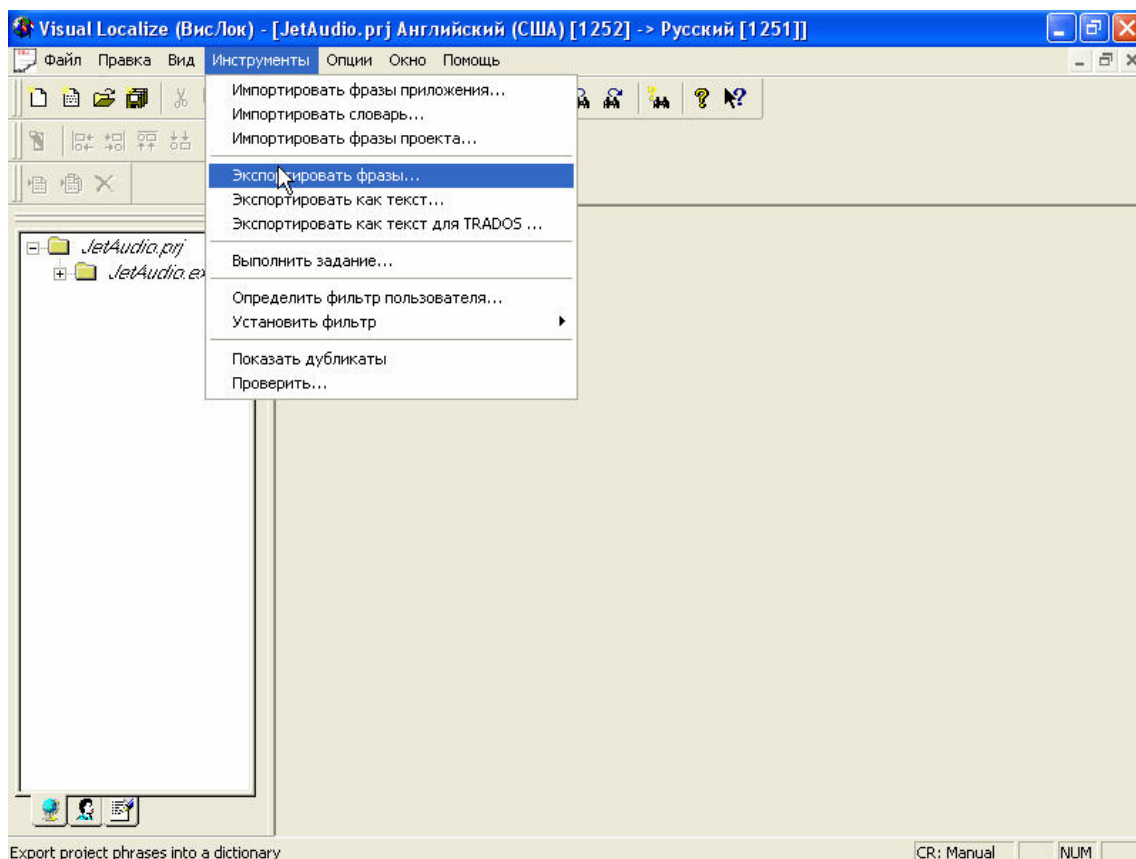 Visual Localize (ВисЛок) - [JetAudio.prj Английский (США) [1252] -> Русский [1251]]
Файл Правка Вид Инструменты Опции Окно Помощь
Импортировать фразы приложения...
Импортировать словарь...
Импортировать фразы проекта...
Экспортировать фразы...
Экспортировать как текст...
Экспортировать как текст для TRADOS ...
Выполнить задание...
Определить фильтр пользователя...
Установить фильтр
Показать дубликаты
Проверить...
JetAudio.prj
JetAudio.ex
Export project phrases into a dictionary
CR: Manual
NUM